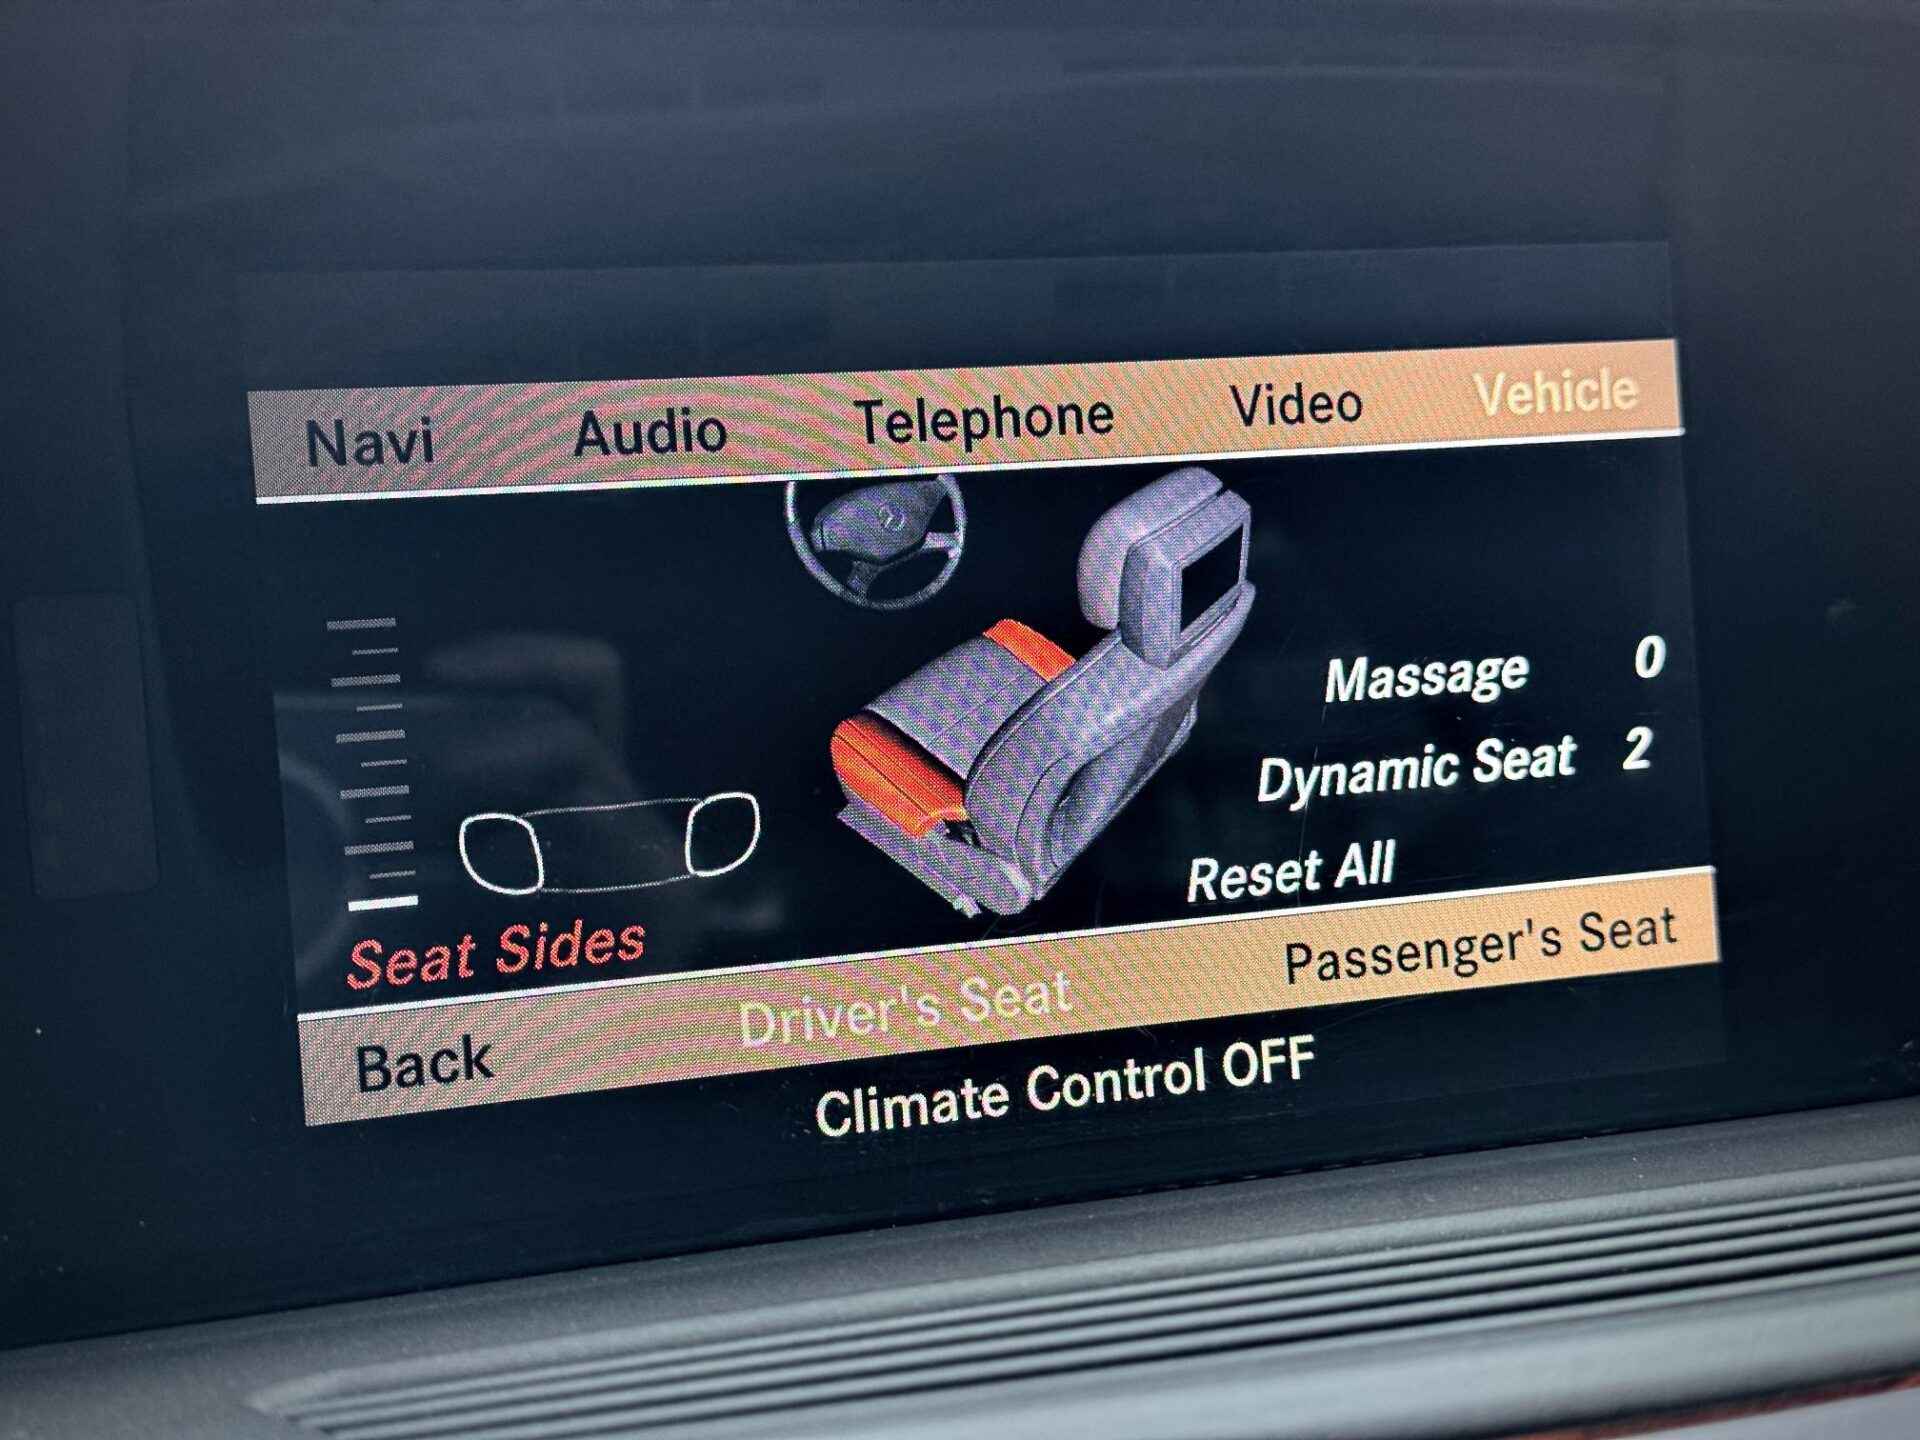 Navi Audio Telephone Video Vehicle
Massage 0
Dynamic Seat 2
Reset All
Seat Sides
Back Driver's Seat Passenger's Seat
Climate Control OFF